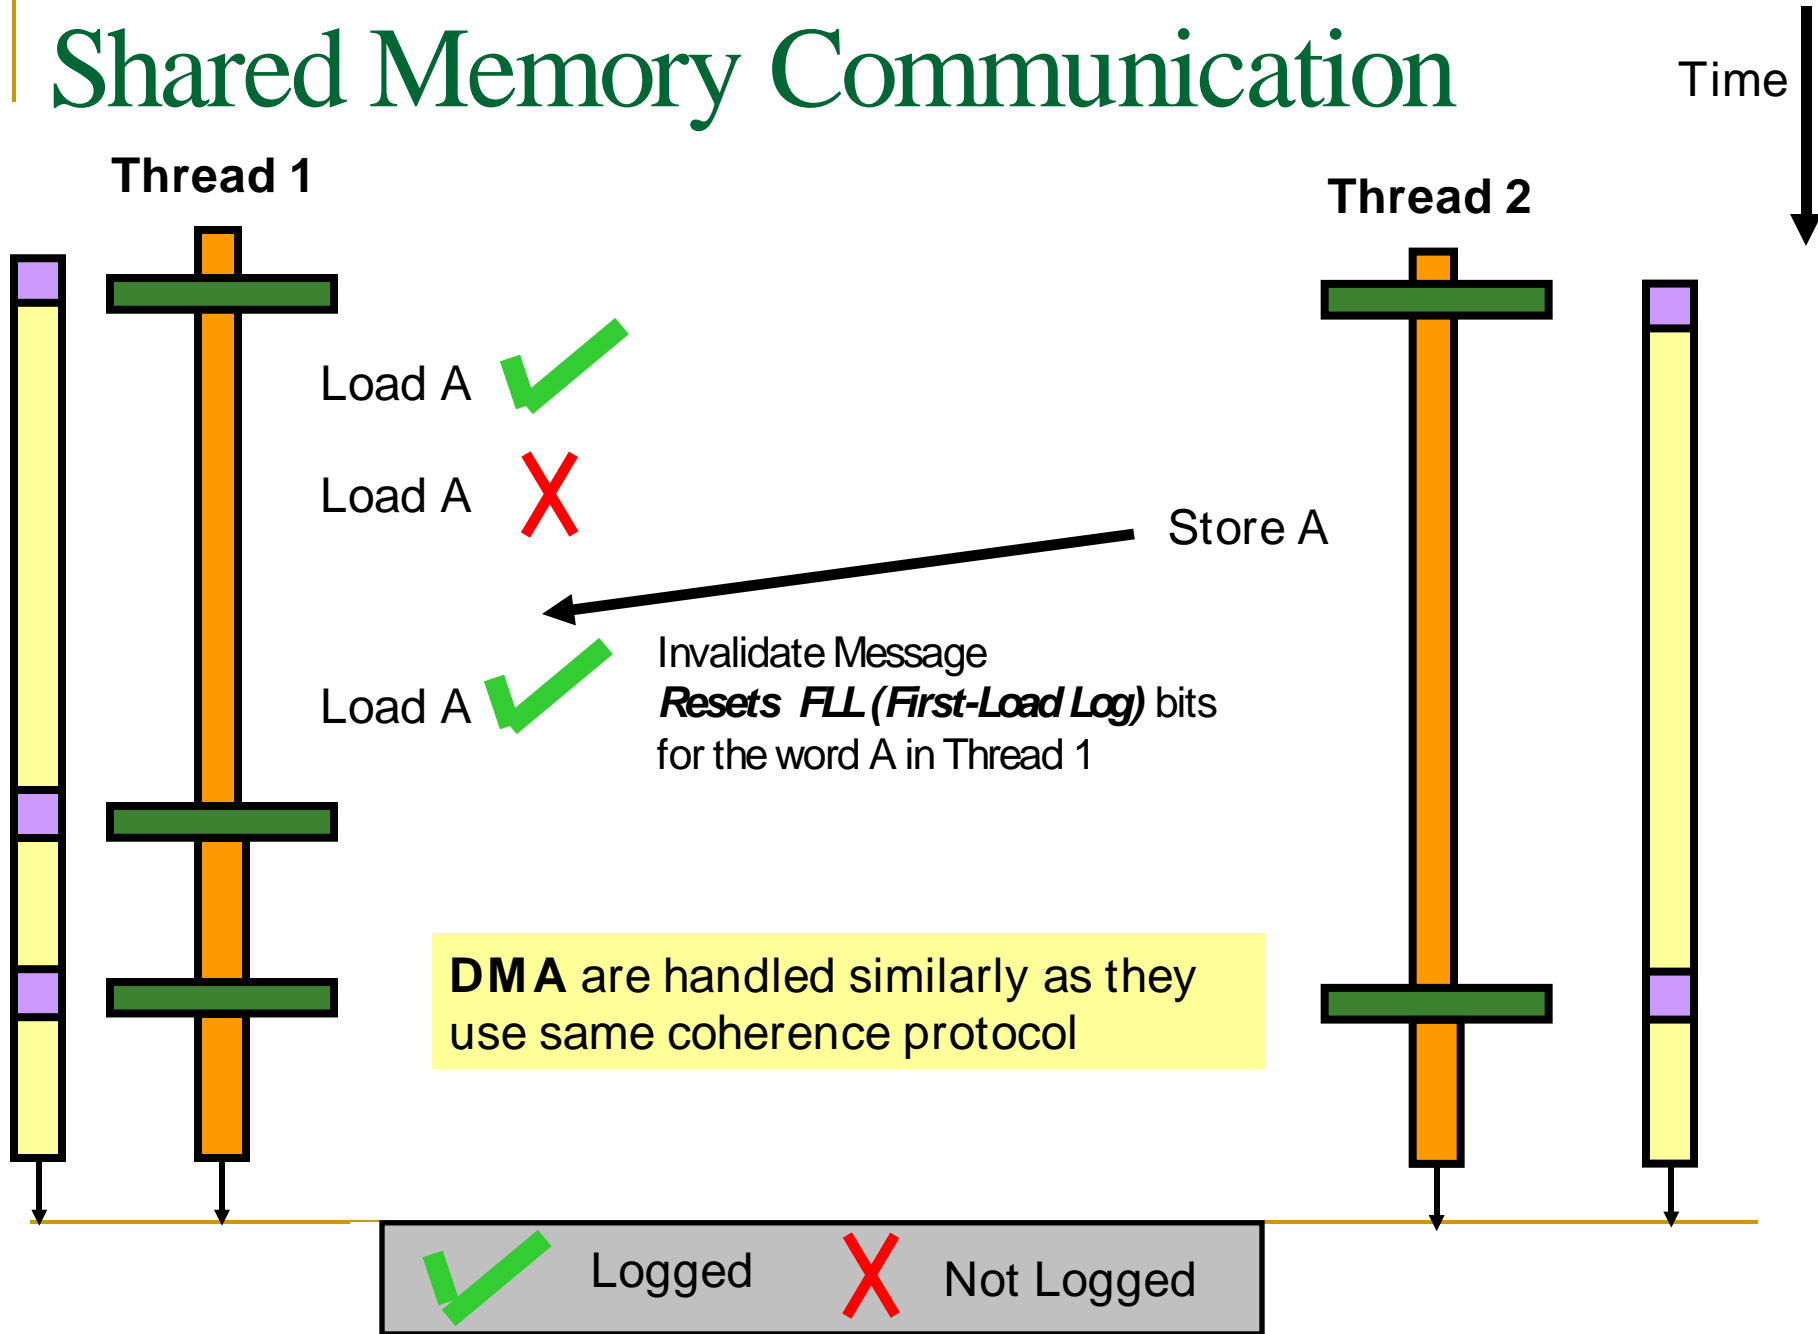 Shared Memory Communication
Time
Thread 1
Thread 2
Load A
Load A
Store A
Load A
Invalidate Message
Resets FLL (First-Load Log) bits
for the word A in Thread 1
DMA are handled similarly as they
use same coherence protocol
Logged
Not Logged